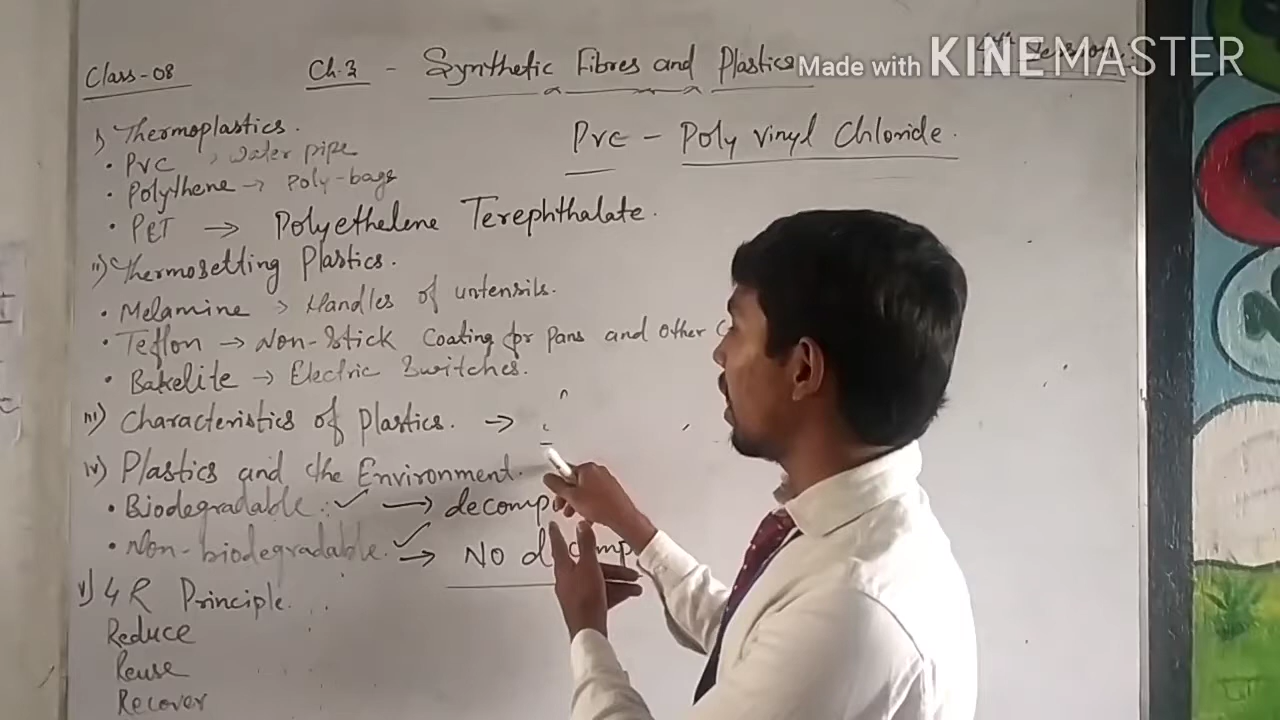 Class-08
Ch.3 - Synthetic Fibres and Plastics
Made with KINEMASTER
i) Thermoplastics.
• PVC → water pipe
PVC - Poly vinyl Chloride.
• Polythene → Poly-bags
• PET → Polyethelene Terephthalate.
ii) Thermosetting Plastics.
• Melamine → Handles of untensils.
• Teflon → Non-Stick Coating for Pans and other
• Bakelite → Electric Switches.
iii) Characteristics of Plastics. →
iv) Plastics and the Environment.
• Biodegradable. ✓ → decomp
• Non-biodegradable. ✓ → No
v) 4 R Principle.
Reduce
Reuse
Recover